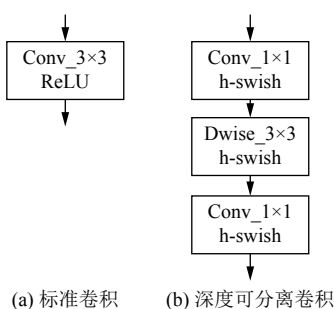 Conv_3×3
ReLU
(a) 标准卷积
Conv_1×1
h-swish
Dwise_3×3
h-swish
Conv_1×1
h-swish
(b) 深度可分离卷积